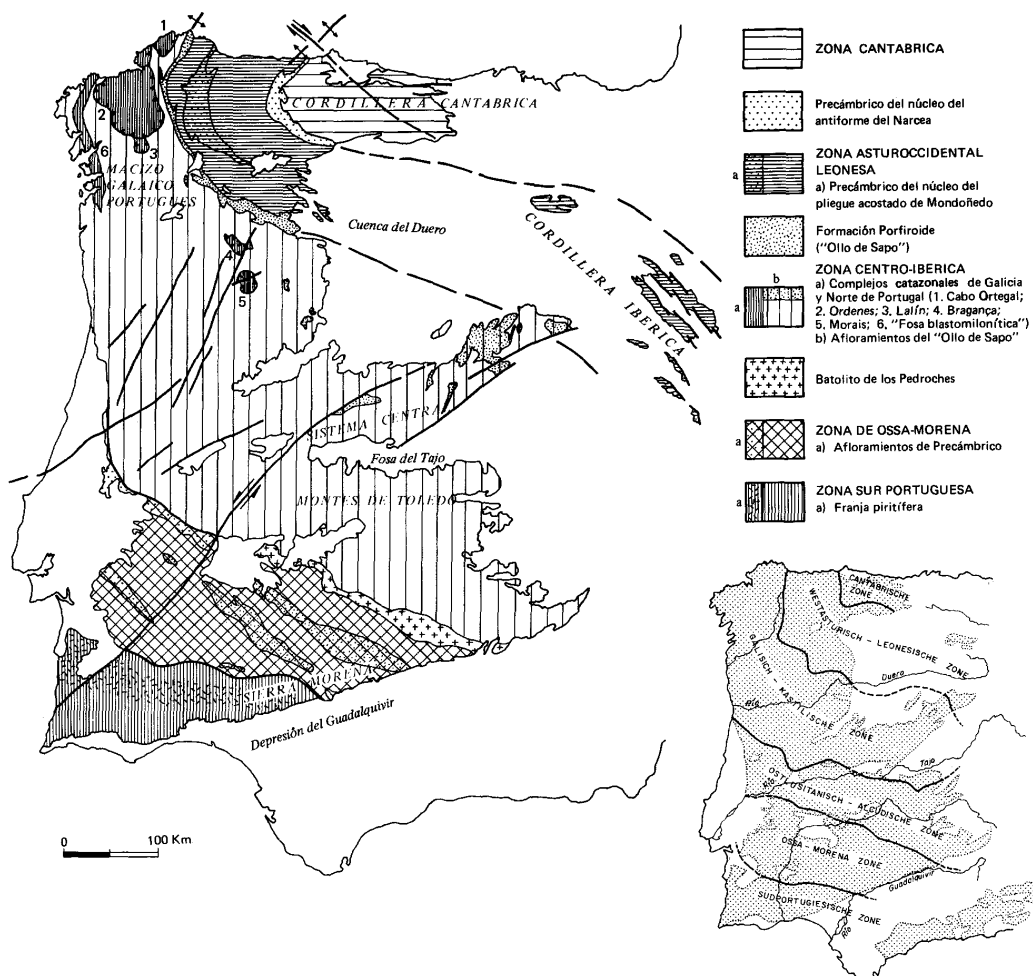 1
2
3
6
4
5
CORDILLERA CANTABRICA
MACIZO
GALAICO
PORTUGUES
Cuenca del Duero
CORDILLERA IBERICA
SISTEMA CENTRAL
Fosa del Tajo
MONTES DE TOLEDO
SIERRA MORENA
Depresión del Guadalquivir
0 100 Km
ZONA CANTABRICA
Precámbrico del núcleo del
antiforme del Narcea
a
ZONA ASTUROCCIDENTAL
LEONESA
a) Precámbrico del núcleo del
pliegue acostado de Mondoñedo
Formación Porfiroide
("Ollo de Sapo")
b
a
ZONA CENTRO-IBERICA
a) Complejos catazonales de Galicia
y Norte de Portugal (1. Cabo Ortegal;
2. Ordenes; 3. Lalín; 4. Bragança;
5, Morais; 6, "Fosa blastomilonítica")
b) Afloramientos del "Ollo de Sapo"
Batolito de los Pedroches
a
ZONA DE OSSA-MORENA
a) Afloramientos de Precámbrico
a
ZONA SUR PORTUGUESA
a) Franja piritífera
CANTABRISCHE
ZONE
WESTASTURISCH - LEONESISCHE ZONE
GALISCH - KASTILISCHE ZONE
Río Duero
OSTLUSITANISCH - ALCUDISCHE ZONE
Río Tajo
OSSA-MORENA ZONE
Guadalquivir
SUDPORTUGIESISCHE ZONE
Río